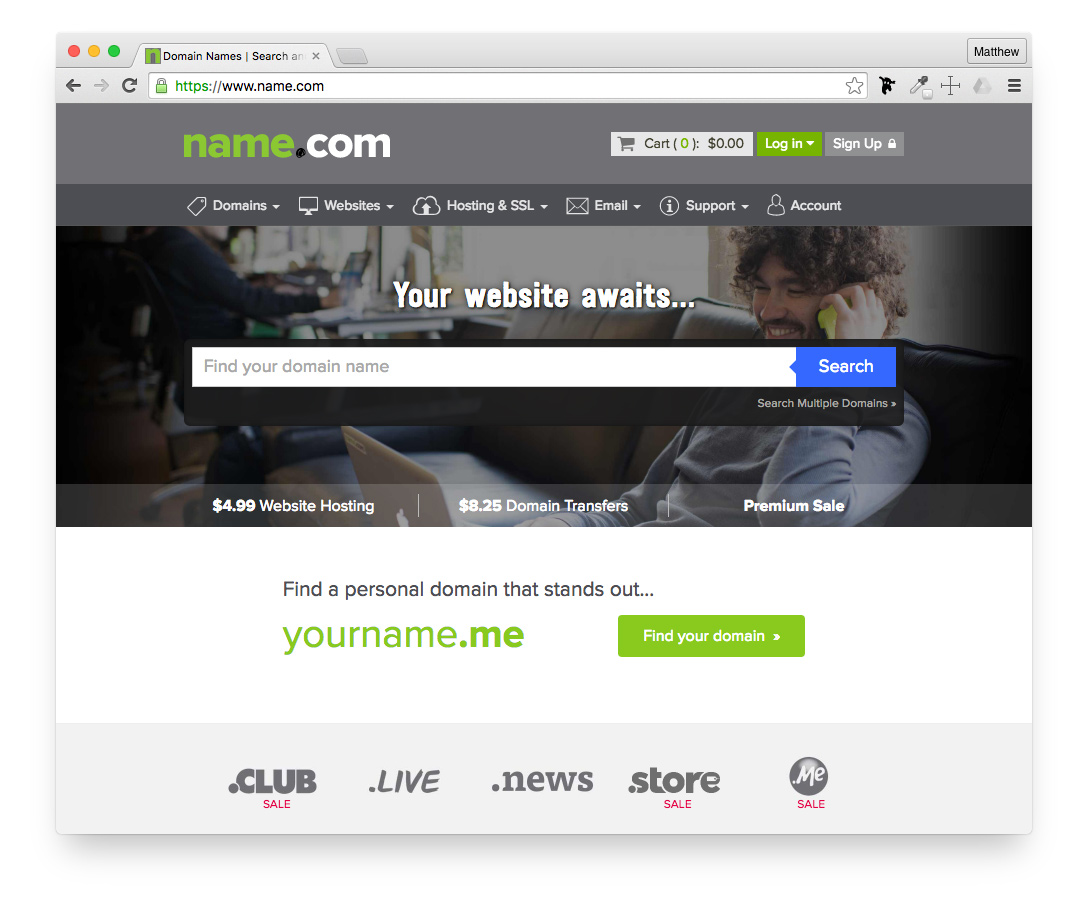 Domain Names | Search an
Matthew
https://www.name.com
name.com
Cart ( 0 ): $0.00
Log in
Sign Up
Domains
Websites
Hosting & SSL
Email
Support
Account
Your website awaits...
Find your domain name
Search
Search Multiple Domains »
$4.99 Website Hosting
$8.25 Domain Transfers
Premium Sale
Find a personal domain that stands out...
yourname.me
Find your domain »
.CLUB
SALE
.LIVE
.news
.store
SALE
.Me
SALE